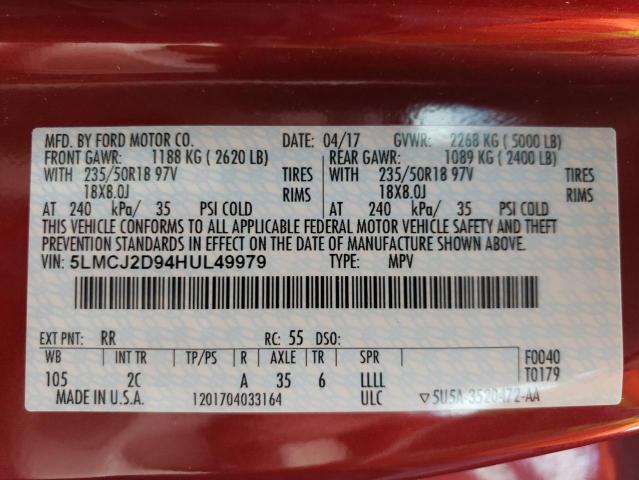 MFD. BY FORD MOTOR CO. DATE: 04/17 GVWR: 2268 KG ( 5000 LB)
FRONT GAWR: 1188 KG ( 2620 LB) REAR GAWR: 1089 KG ( 2400 LB)
WITH 235/50R18 97V TIRES WITH 235/50R18 97V TIRES
18X8.0J RIMS 18X8.0J RIMS
AT 240 kPa/ 35 PSI COLD AT 240 kPa/ 35 PSI COLD
THIS VEHICLE CONFORMS TO ALL APPLICABLE FEDERAL MOTOR VEHICLE SAFETY AND THEFT
PREVENTION STANDARDS IN EFFECT ON THE DATE OF MANUFACTURE SHOWN ABOVE.
VIN: 5LMCJ2D94HUL49979 TYPE: MPV
EXT PNT: RR RC: 55 DSO:
WB INT TR TP/PS R AXLE TR SPR F0040
105 2C A 35 6 LLLL T0179
MADE IN U.S.A. 1201704033164 ULC ▽5U5A-3520472-AA